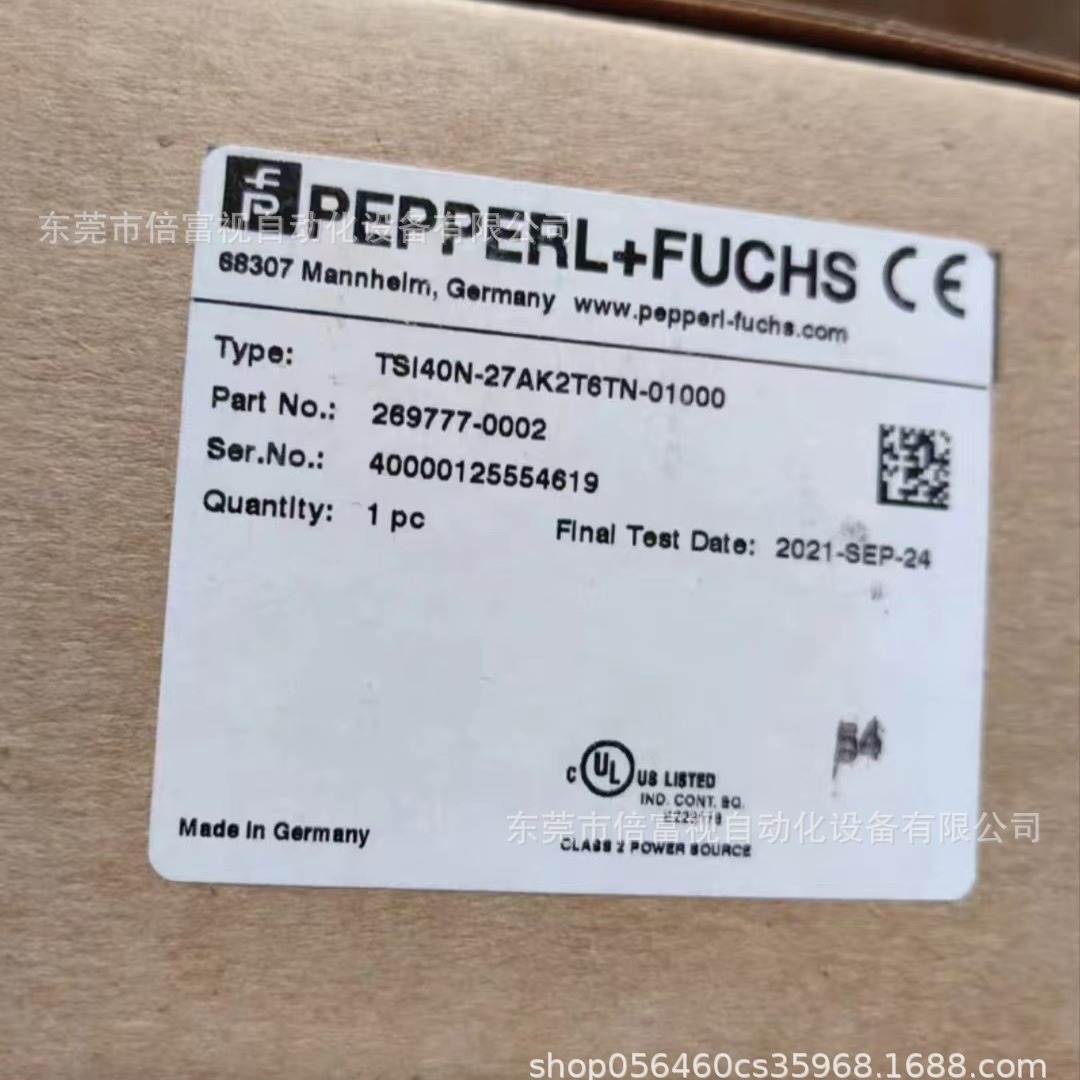 PEPPERL+FUCHS CE
东莞市倍富视自动化设备有限公司
68307 Mannheim, Germany www.pepperl-fuchs.com
Type: TSI40N-27AK2T6TN-01000
Part No.: 269777-0002
Ser.No.: 40000125554619
Quantity: 1 pc
Final Test Date: 2021-SEP-24
54
C UL US LISTED
IND. CONT. EQ.
东莞市倍富视自动化设备有限公司
Made in Germany
CLASS 2 POWER SOURCE
shop056460cs35968.1688.com